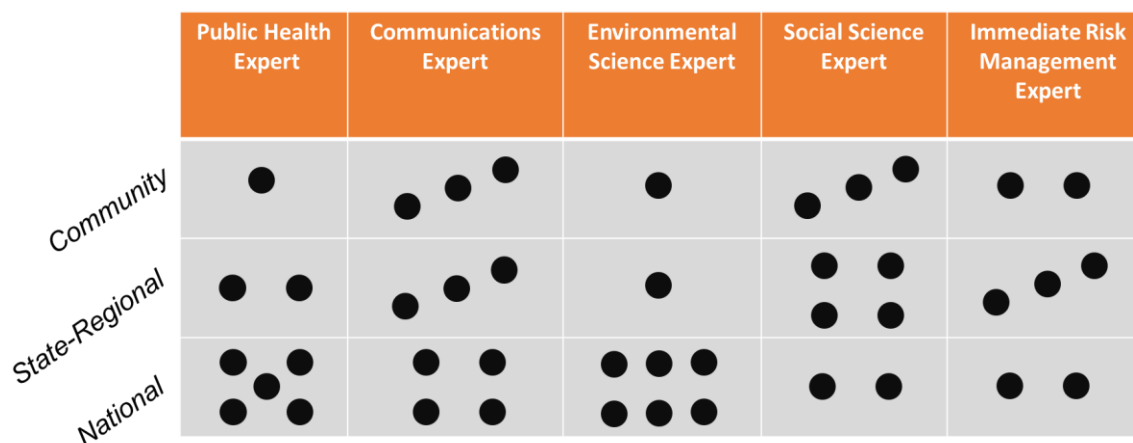 Public Health
Expert
Communications
Expert
Environmental
Science Expert
Social Science
Expert
Immediate Risk
Management
Expert
Community
State-Regional
National